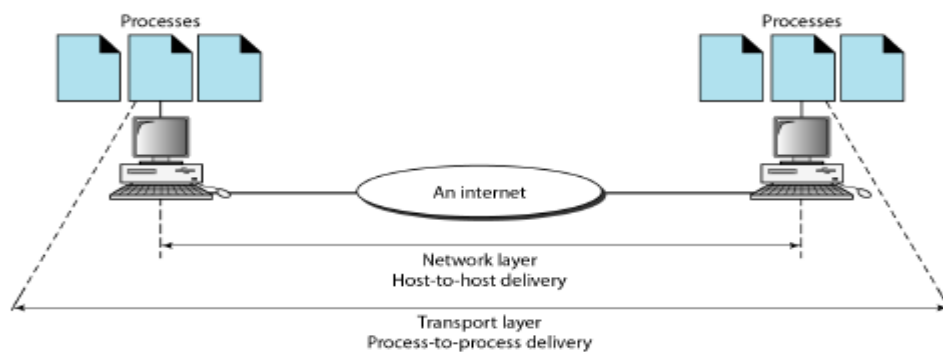 Processes
Processes
An internet
Network layer
Host-to-host delivery
Transport layer
Process-to-process delivery